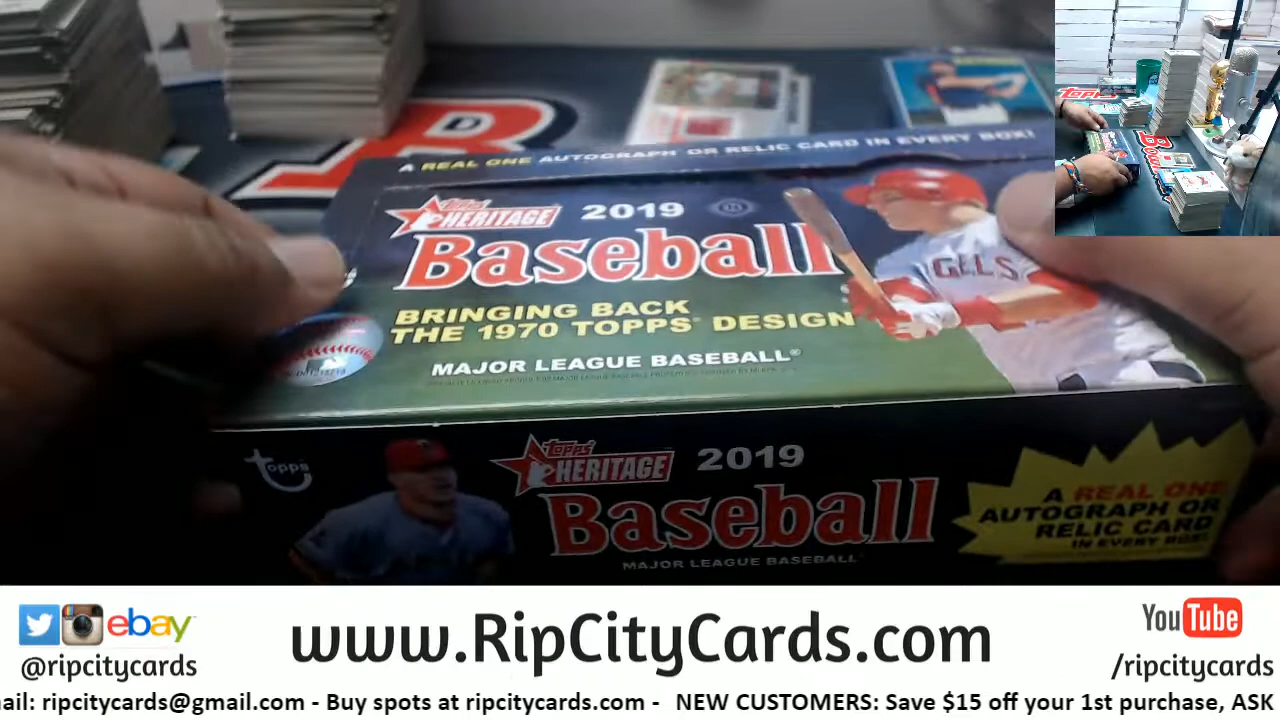 A REAL ONE AUTOGRAPH OR RELIC CARD IN EVERY BOX!
Topps HERITAGE 2019
Baseball
GELS
BRINGING BACK
THE 1970 TOPPS® DESIGN
MAJOR LEAGUE BASEBALL®
topps
Topps HERITAGE 2019
Baseball
MAJOR LEAGUE BASEBALL
A REAL ONE
AUTOGRAPH OR
RELIC CARD
IN EVERY BOX!
D
topps
ebay
@ripcitycards
www.RipCityCards.com
YouTube
/ripcitycards
ail: ripcitycards@gmail.com - Buy spots at ripcitycards.com - NEW CUSTOMERS: Save $15 off your 1st purchase, ASK